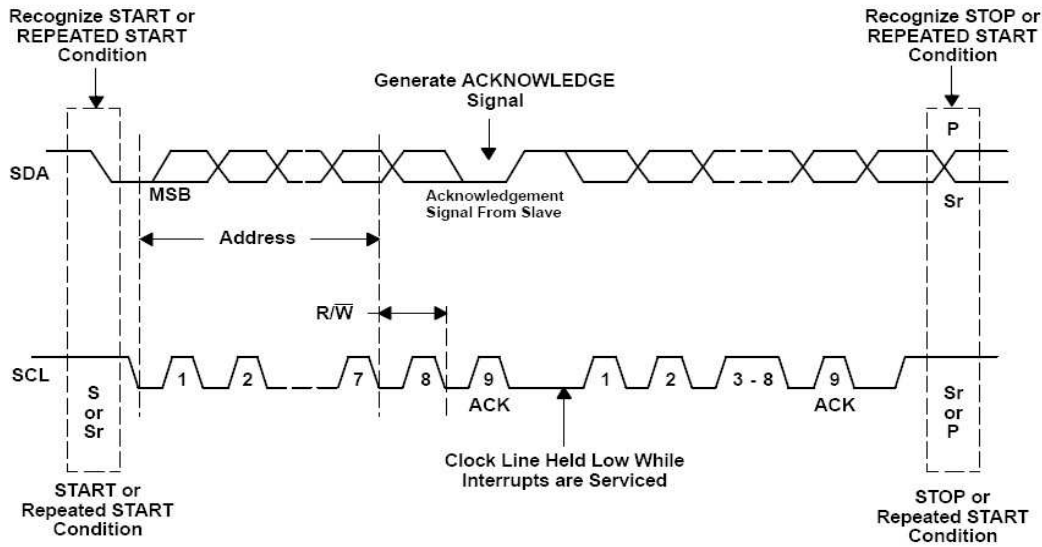 Recognize START or
REPEATED START
Condition
Recognize STOP or
REPEATED START
Condition
Generate ACKNOWLEDGE
Signal
P
SDA
MSB
Acknowledgement
Signal From Slave
Sr
Address
R/W̅
SCL
1
2
7
8
9
1
2
3 - 8
9
ACK
ACK
S
or
Sr
Sr
or
P
Clock Line Held Low While
Interrupts are Serviced
START or
Repeated START
Condition
STOP or
Repeated START
Condition